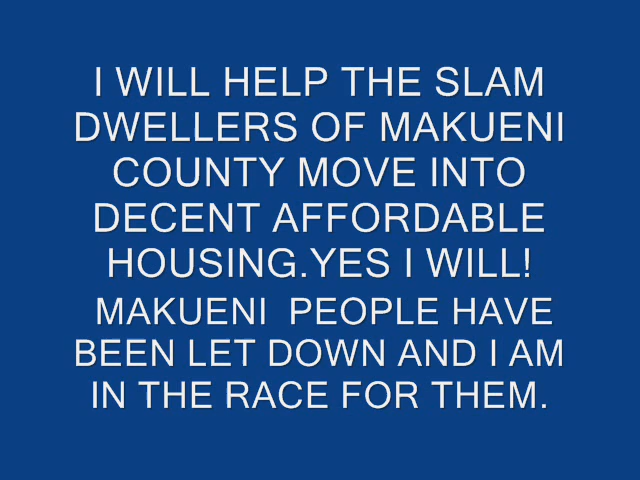 I WILL HELP THE SLAM
DWELLERS OF MAKUENI
COUNTY MOVE INTO
DECENT AFFORDABLE
HOUSING.YES I WILL!
MAKUENI  PEOPLE HAVE
BEEN LET DOWN AND I AM
IN THE RACE FOR THEM.